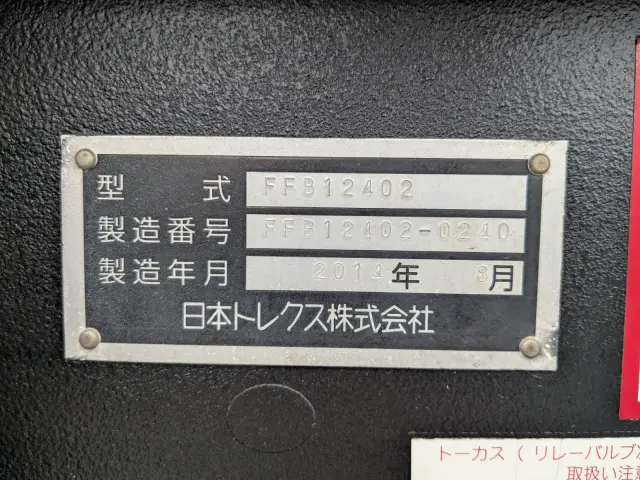 型 式 FFB12402
製造番号 FFB12402-0240
製造年月 2014年 8月
日本トレクス株式会社
トーカス ( リレーバルブ
取扱い注意